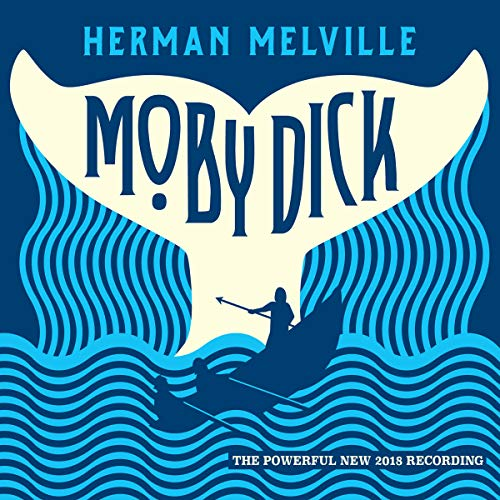 HERMAN MELVILLE
MOBY DICK
THE POWERFUL NEW 2018 RECORDING